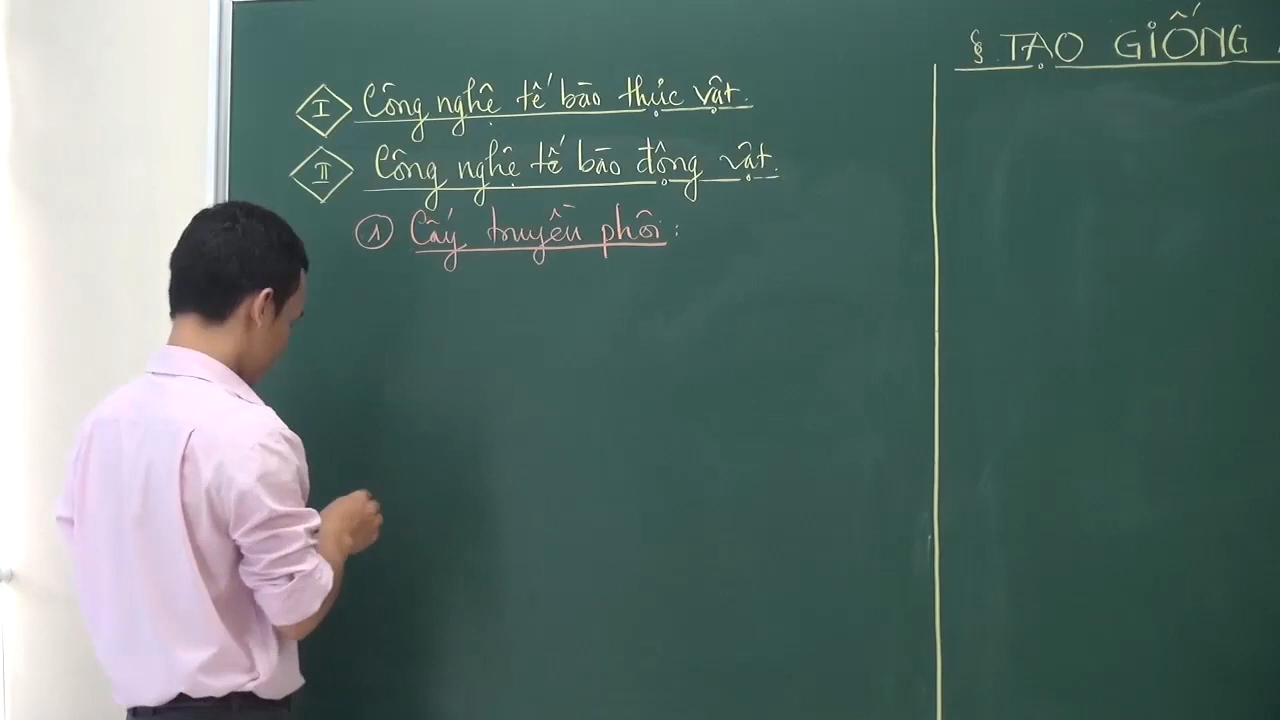 I Công nghệ tế bào thực vật.
II Công nghệ tế bào động vật.
1 Cấy truyền phôi:
§ TẠO GIỐNG